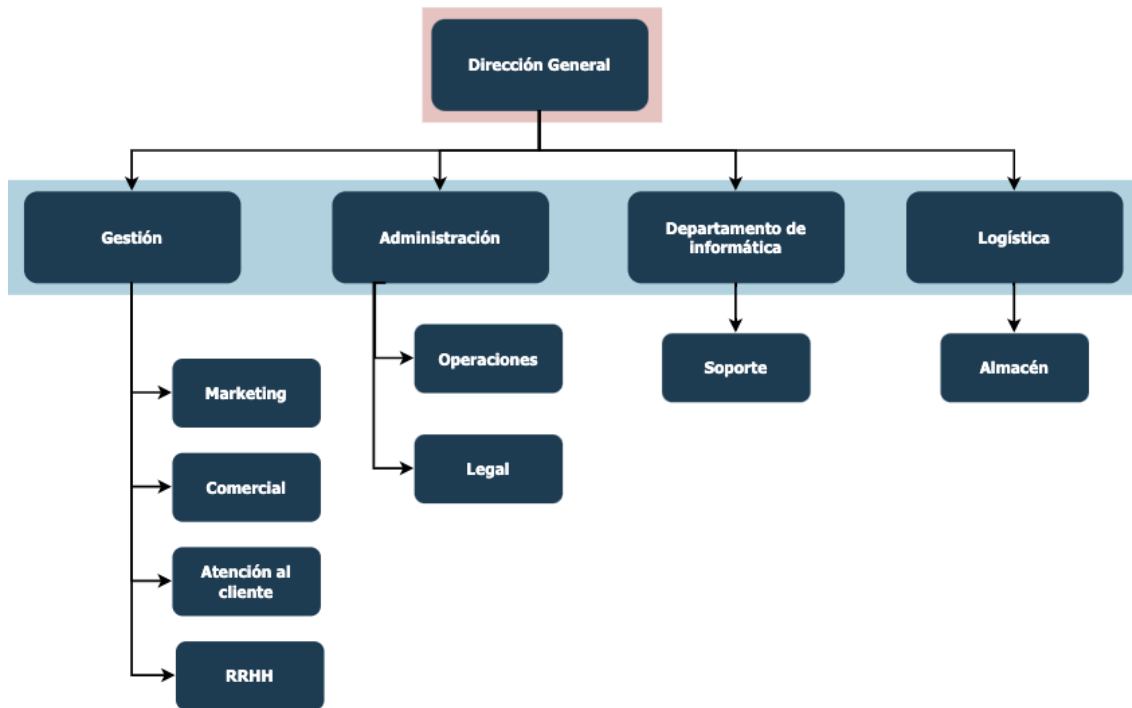 Dirección General
Gestión
Administración
Departamento de
informática
Logística
Operaciones
Soporte
Almacén
Marketing
Legal
Comercial
Atención al
cliente
RRHH